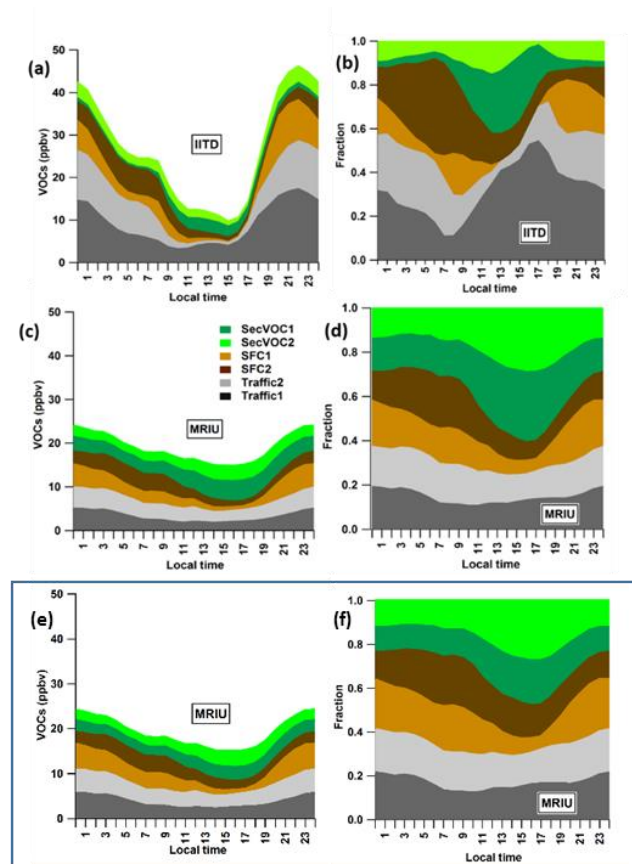 (a)
VOCs (ppbv)
50
40
30
20
10
0
IITD
1 3 5 7 9 11 13 15 17 19 21 23
Local time
(b)
Fraction
1.0
0.8
0.6
0.4
0.2
0.0
IITD
1 3 5 7 9 11 13 15 17 19 21 23
Local time
(c)
VOCs (ppbv)
50
40
30
20
10
0
MRIU
SecVOC1
SecVOC2
SFC1
SFC2
Traffic2
Traffic1
1 3 5 7 9 11 13 15 17 19 21 23
Local time
(d)
Fraction
1.0
0.8
0.6
0.4
0.2
0.0
MRIU
1 3 5 7 9 11 13 15 17 19 21 23
Local time
(e)
VOCs (ppbv)
50
40
30
20
10
0
MRIU
1 3 5 7 9 11 13 15 17 19 21 23
Local time
(f)
Fraction
1.0
0.8
0.6
0.4
0.2
0.0
MRIU
1 3 5 7 9 11 13 15 17 19 21 23
Local time